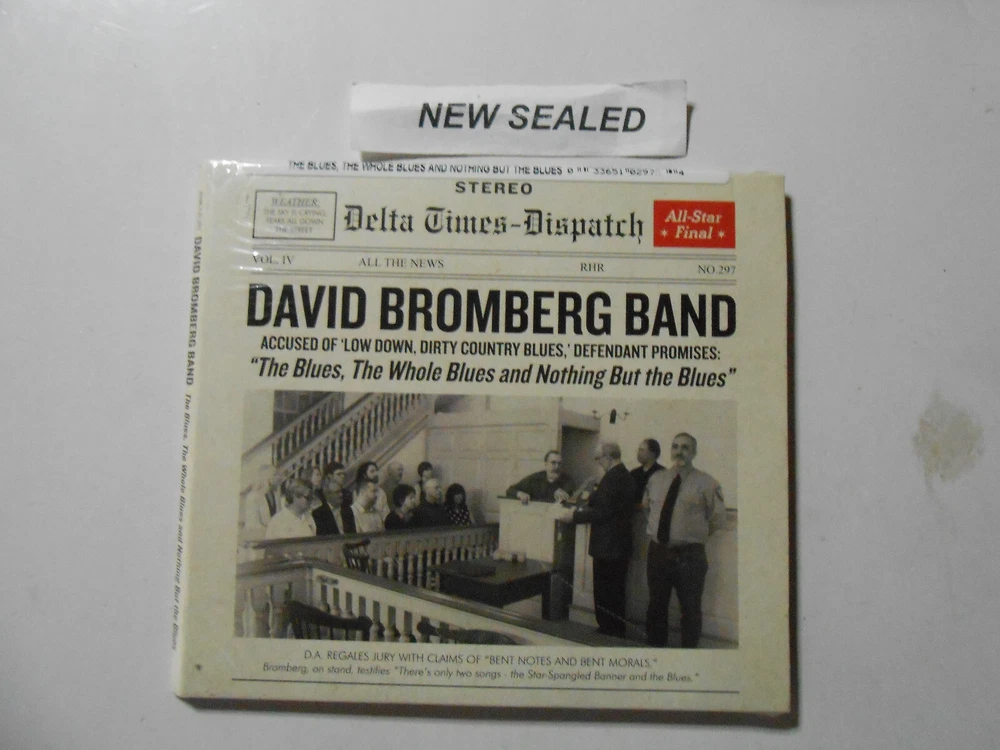 NEW SEALED
THE BLUES, THE WHOLE BLUES AND NOTHING BUT THE BLUES 0 33651 0297 4
STEREO
WEATHER:
THE SKY IS CRYING,
TEARS ALL DOWN
THE STREET
Delta Times-Dispatch
All-Star
* Final *
VOL. IV ALL THE NEWS RHR NO.297
DAVID BROMBERG BAND
ACCUSED OF 'LOW DOWN, DIRTY COUNTRY BLUES,' DEFENDANT PROMISES:
"The Blues, The Whole Blues and Nothing But the Blues"
D.A. REGALES JURY WITH CLAIMS OF "BENT NOTES AND BENT MORALS."
Bromberg, on stand, testifies "There's only two songs - the Star-Spangled Banner and the Blues."
DAVID BROMBERG BAND The Blues, The Whole Blues and Nothing But the Blues